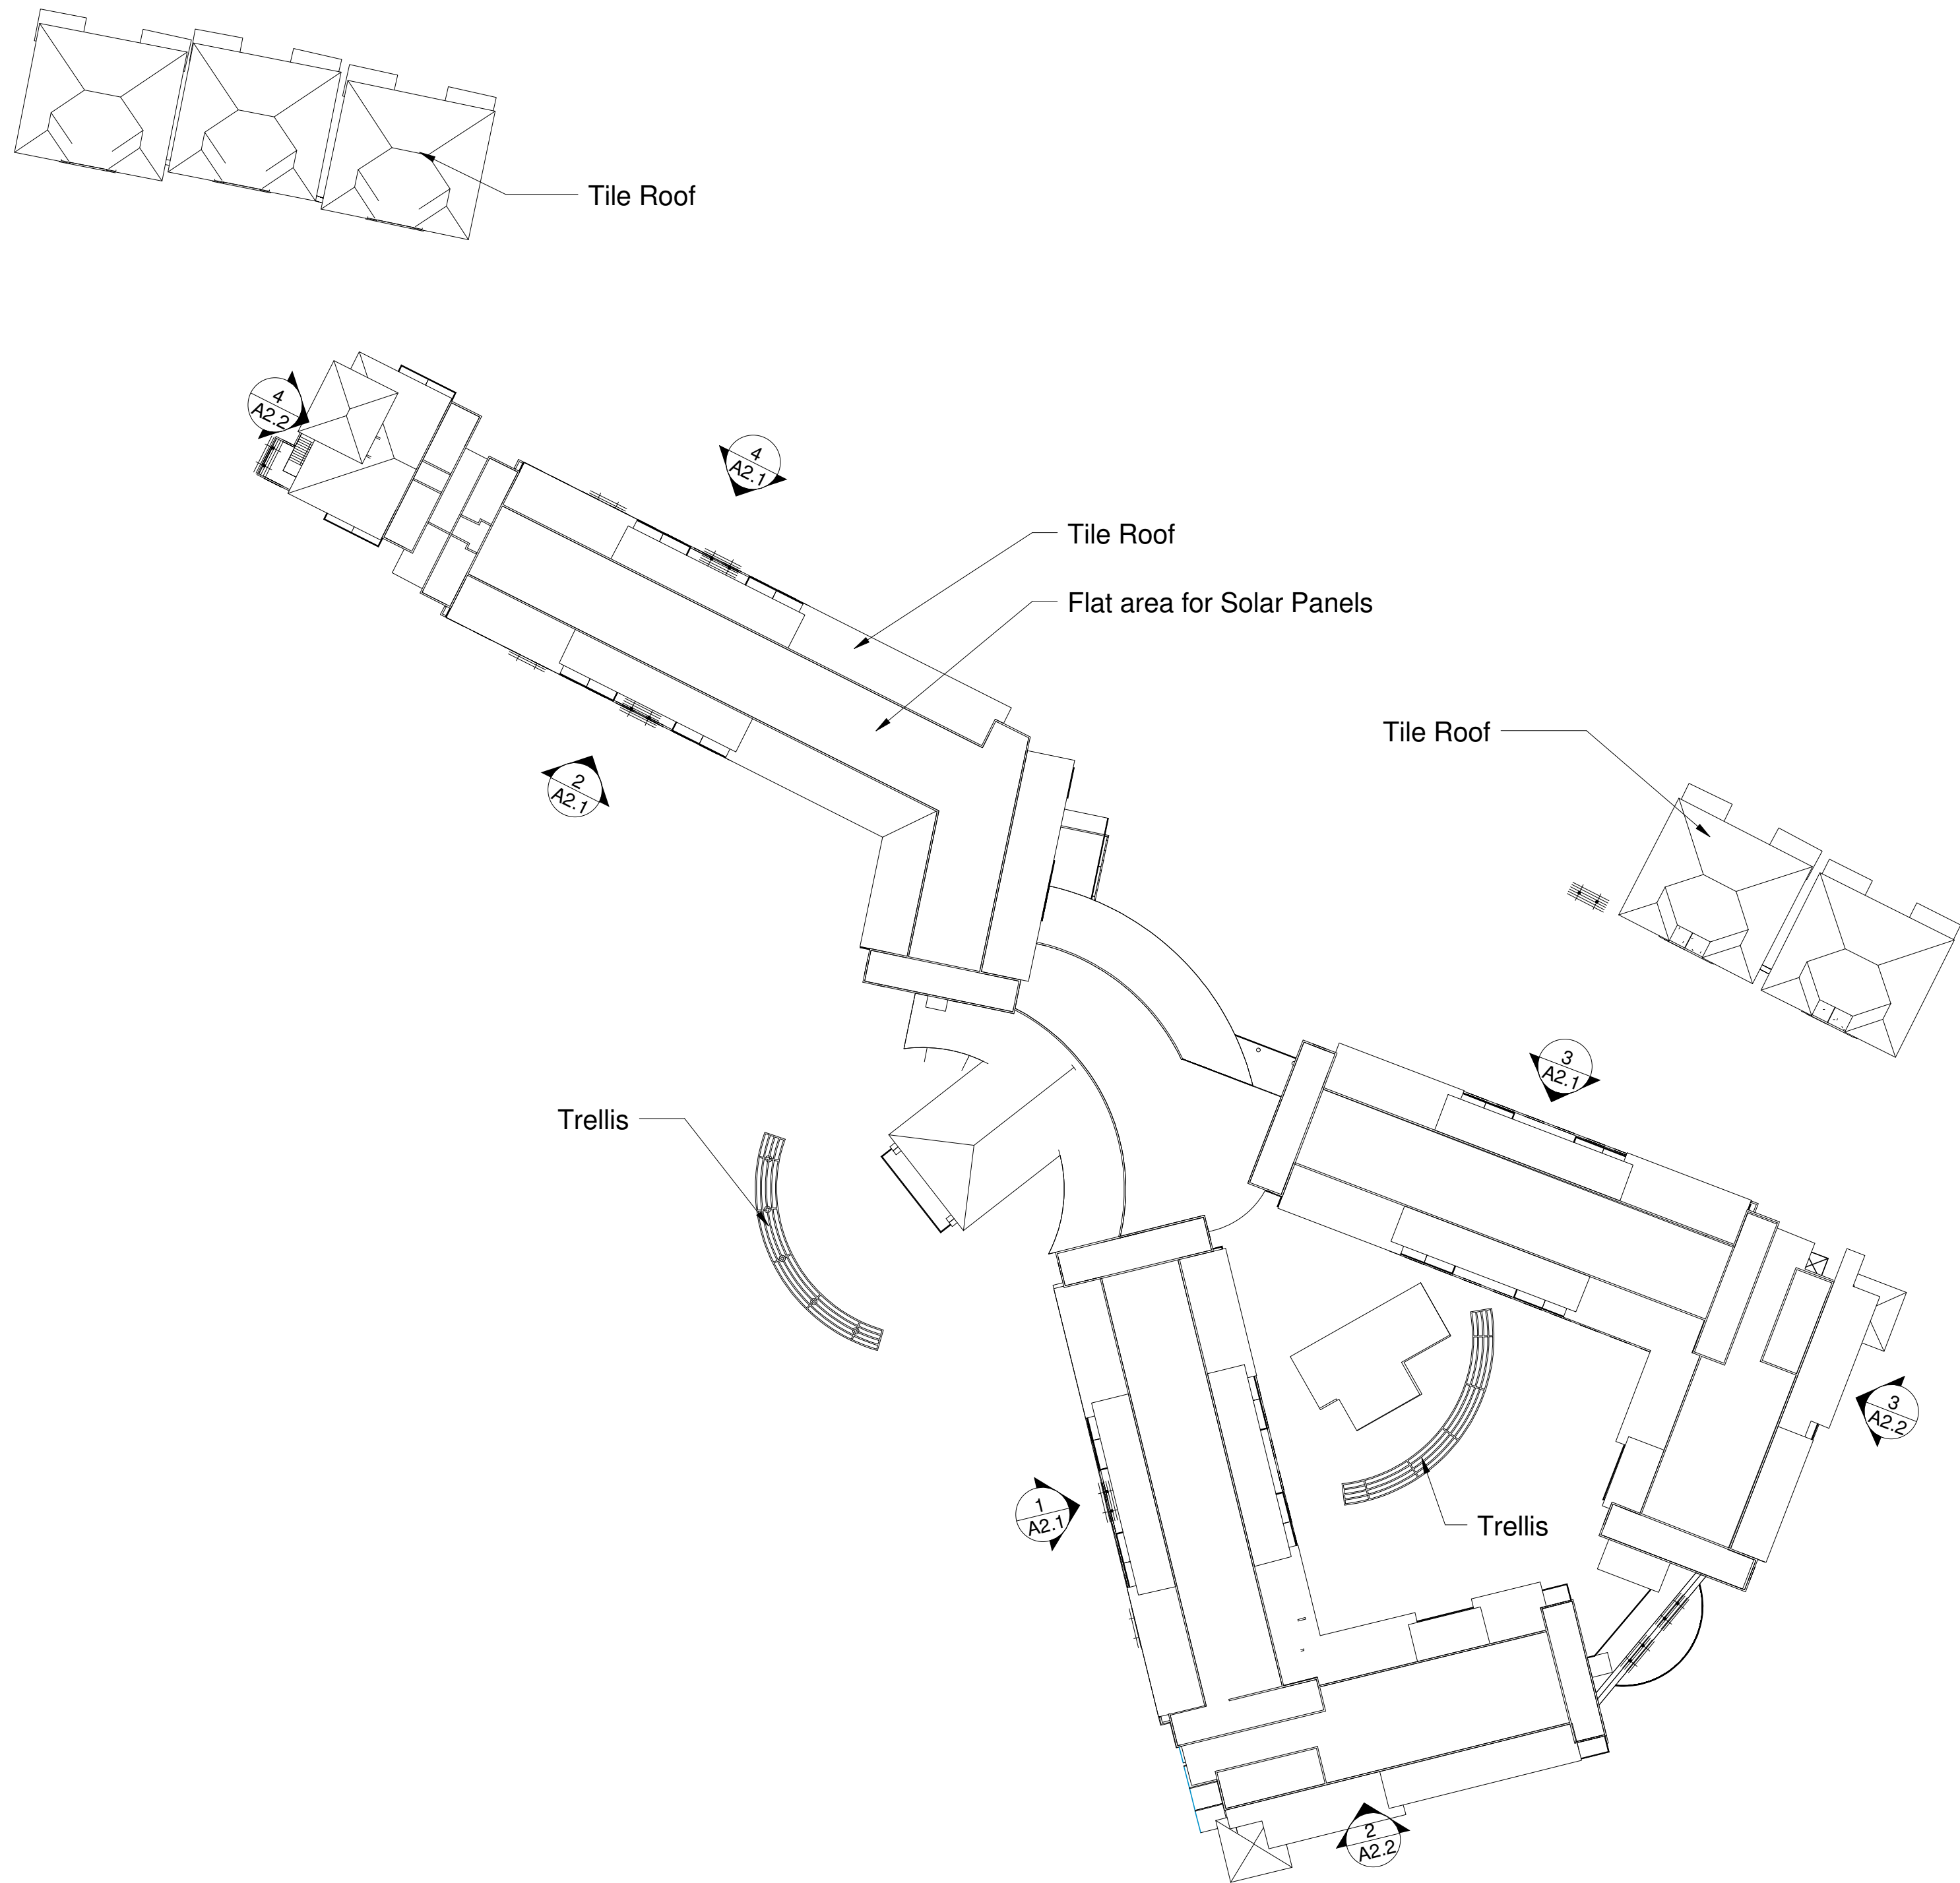 Tile Roof
4
A2.2
4
A2.1
Tile Roof
Flat area for Solar Panels
Tile Roof
2
A2.1
3
A2.1
Trellis
3
A2.2
1
A2.1
Trellis
2
A2.2